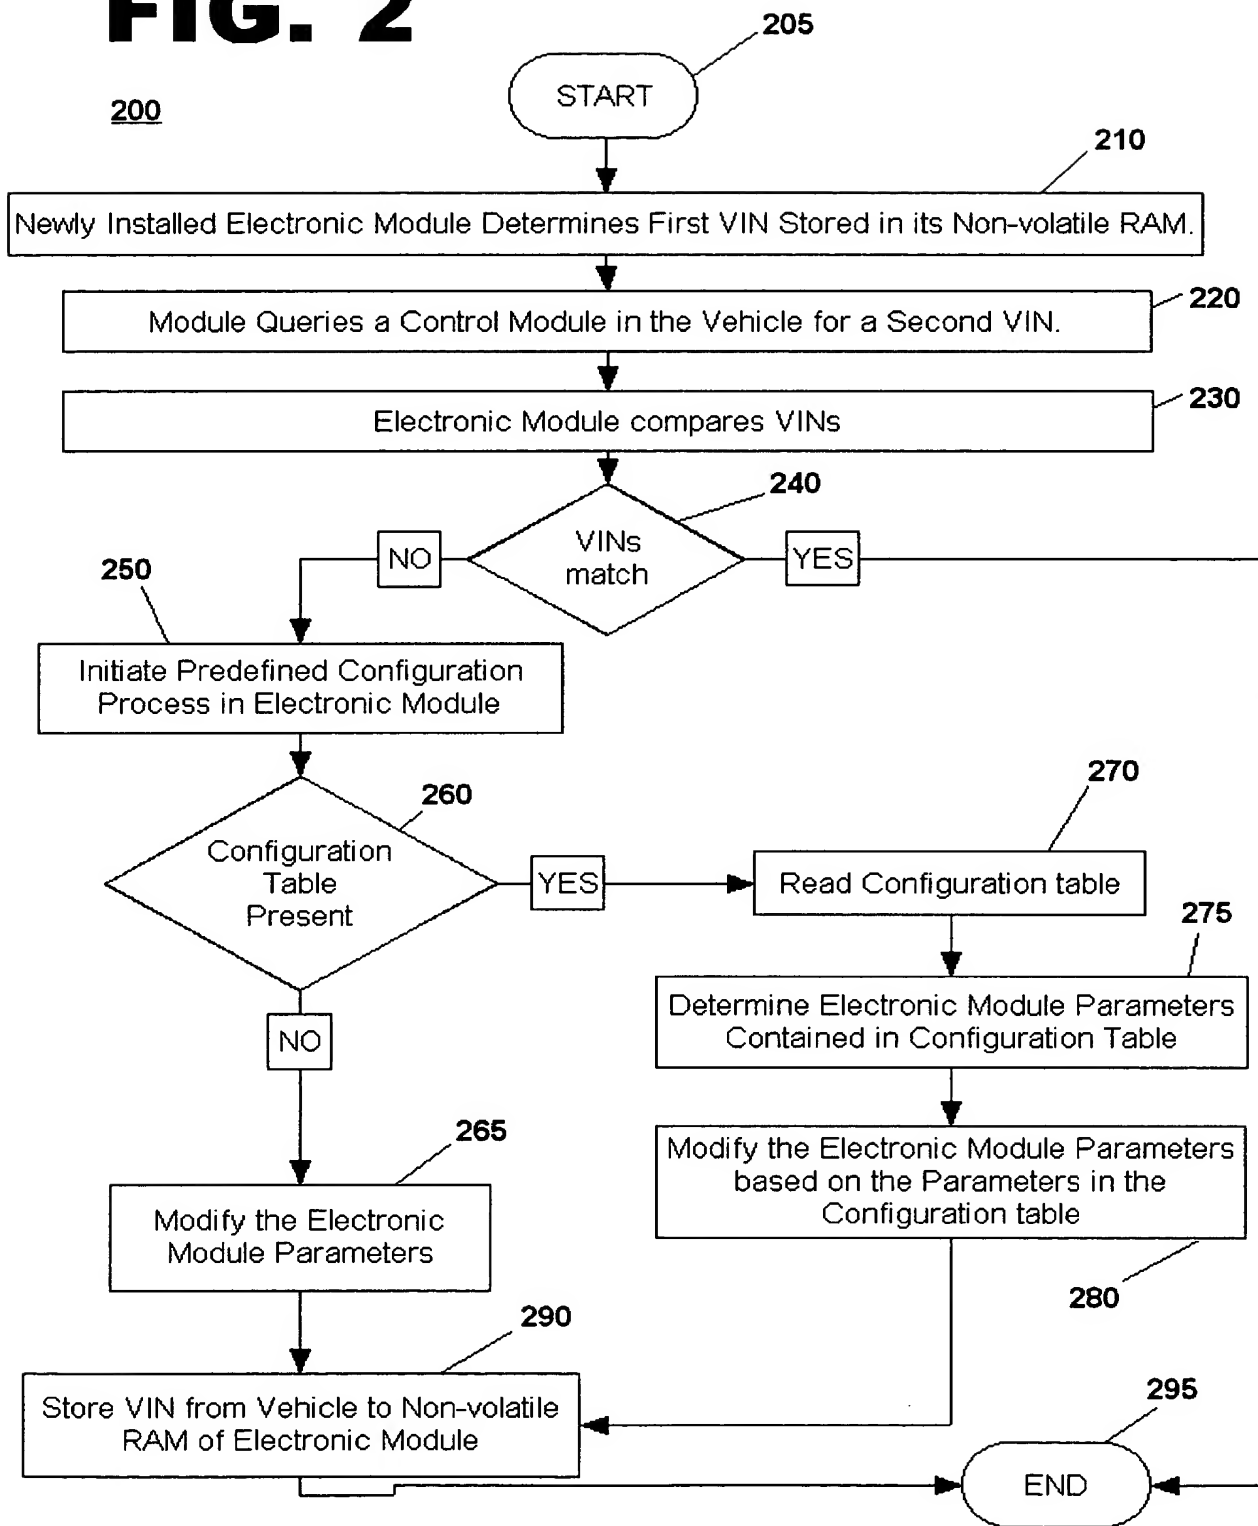 FIG. 2
205
START
200
210
Newly Installed Electronic Module Determines First VIN Stored in its Non-volatile RAM.
220
Module Queries a Control Module in the Vehicle for a Second VIN.
230
Electronic Module compares VINs
240
VINs
match
NO
YES
250
Initiate Predefined Configuration
Process in Electronic Module
260
Configuration
Table
Present
YES
270
Read Configuration table
275
Determine Electronic Module Parameters
Contained in Configuration Table
NO
265
Modify the Electronic
Module Parameters
Modify the Electronic Module Parameters
based on the Parameters in the
Configuration table
280
290
Store VIN from Vehicle to Non-volatile
RAM of Electronic Module
295
END